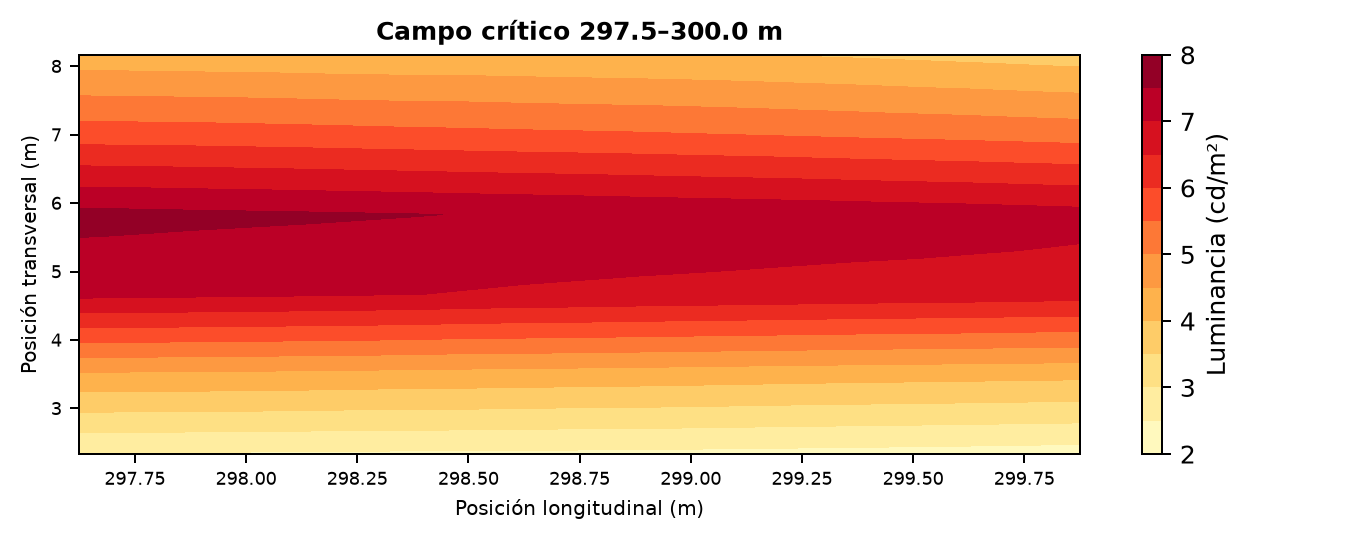 Campo crítico 297.5–300.0 m
Posición transversal (m)
8
7
6
5
4
3
297.75 298.00 298.25 298.50 298.75 299.00 299.25 299.50 299.75
Posición longitudinal (m)
8
7
6
5
4
3
2
Luminancia (cd/m²)